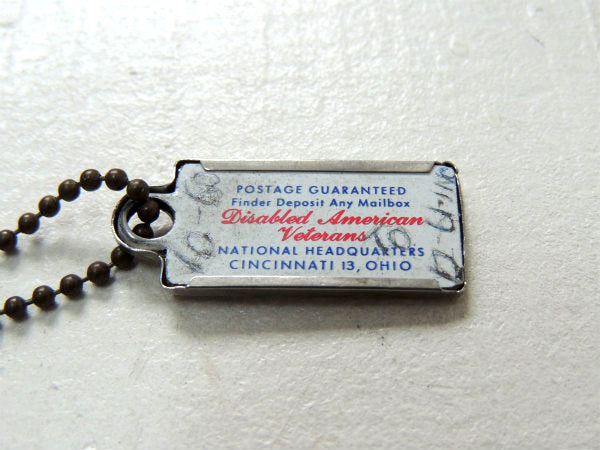 POSTAGE GUARANTEED
Finder Deposit Any Mailbox
Disabled American
Veterans
NATIONAL HEADQUARTERS
CINCINNATI 13, OHIO